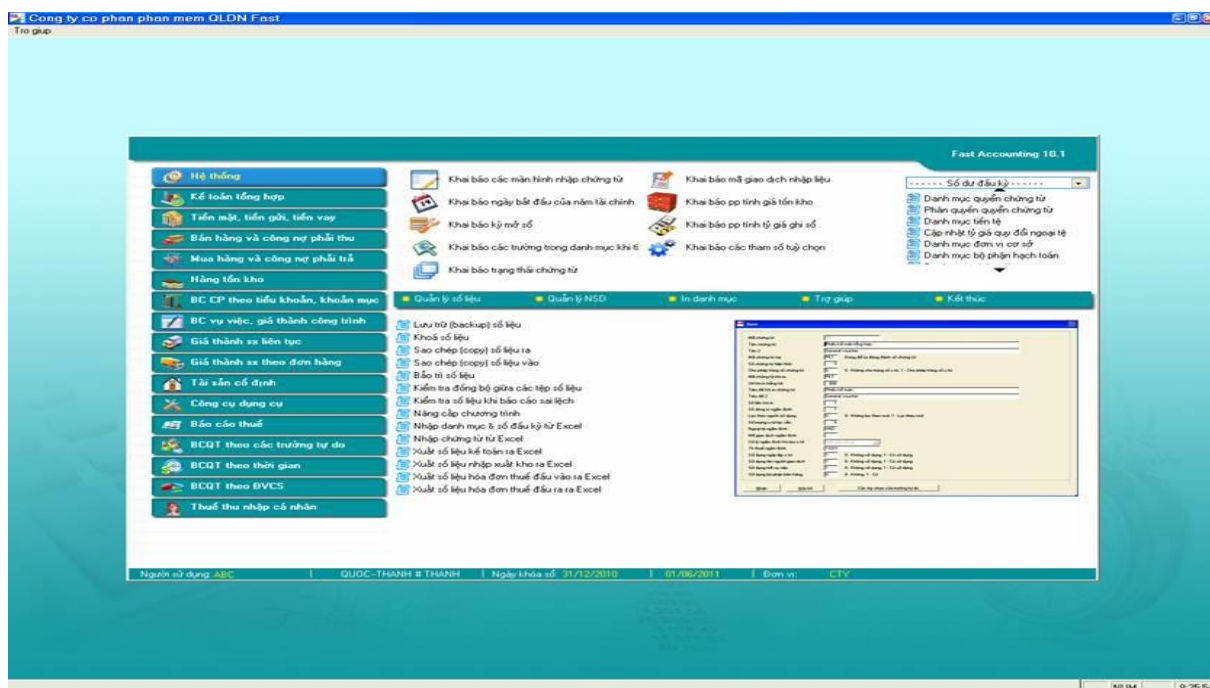 Cong ty co phan phan mem QLDN Fast
Tro giup
Fast Accounting 10.1
Hệ thống
Kế toán tổng hợp
Tiền mặt, tiền gửi, tiền vay
Bán hàng và công nợ phải thu
Mua hàng và công nợ phải trả
Hàng tồn kho
BC CP theo tiểu khoản, khoản mục
BC vụ việc, giá thành công trình
Giá thành sx liên tục
Giá thành sx theo đơn hàng
Tài sản cố định
Công cụ dụng cụ
Báo cáo thuế
BCQT theo các trường tự do
BCQT theo thời gian
BCQT theo ĐVCS
Thuế thu nhập cá nhân
Khai báo các màn hình nhập chứng từ
Khai báo ngày bắt đầu của năm tài chính
Khai báo kỳ mở sổ
Khai báo các trường trong danh mục khi ti
Khai báo trạng thái chứng từ
Khai báo mã giao dịch nhập liệu
Khai báo pp tính giá tồn kho
Khai báo pp tính tỷ giá ghi sổ
Khai báo các tham số tuỳ chọn
------ Số dư đầu kỳ ------
Danh mục quyển chứng từ
Phân quyền quyển chứng từ
Danh mục tiền tệ
Cập nhật tỷ giá quy đổi ngoại tệ
Danh mục đơn vị cơ sở
Danh mục bộ phận hạch toán
Quản lý số liệu
Quản lý NSD
In danh mục
Trợ giúp
Kết thúc
Lưu trữ (backup) số liệu
Khoá số liệu
Sao chép (copy) số liệu ra
Sao chép (copy) số liệu vào
Bảo trì số liệu
Kiểm tra đồng bộ giữa các tệp số liệu
Kiểm tra số liệu khi báo cáo sai lệch
Nâng cấp chương trình
Nhập danh mục & số đầu kỳ từ Excel
Nhập chứng từ từ Excel
Xuất số liệu kế toán ra Excel
Xuất số liệu nhập xuất kho ra Excel
Xuất số liệu hóa đơn thuế đầu vào ra Excel
Xuất số liệu hóa đơn thuế đầu ra ra Excel
Người sử dụng: ABC
QUOC-THANH # THANH
Ngày khóa sổ: 31/12/2010
01/06/2011
Đơn vị: CTY
NUM